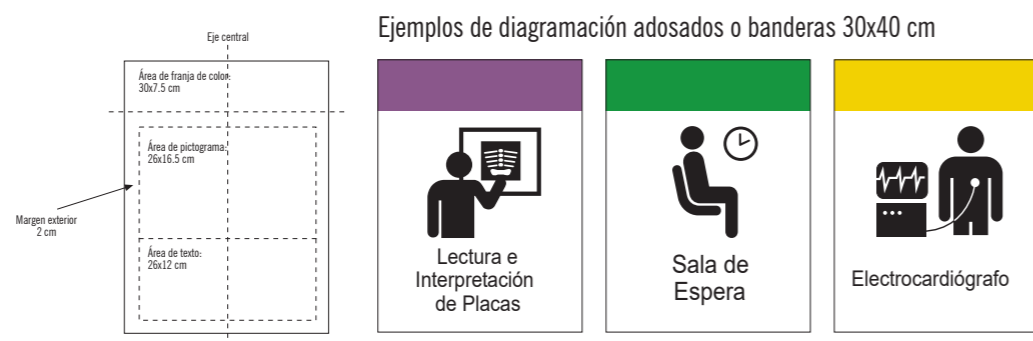 Ejemplos de diagramación adosados o banderas 30x40 cm
Eje central
Área de franja de color:
30x7.5 cm
Área de pictograma:
26x16.5 cm
Margen exterior
2 cm
Área de texto:
26x12 cm
Lectura e
Interpretación
de Placas
Sala de
Espera
Electrocardiógrafo